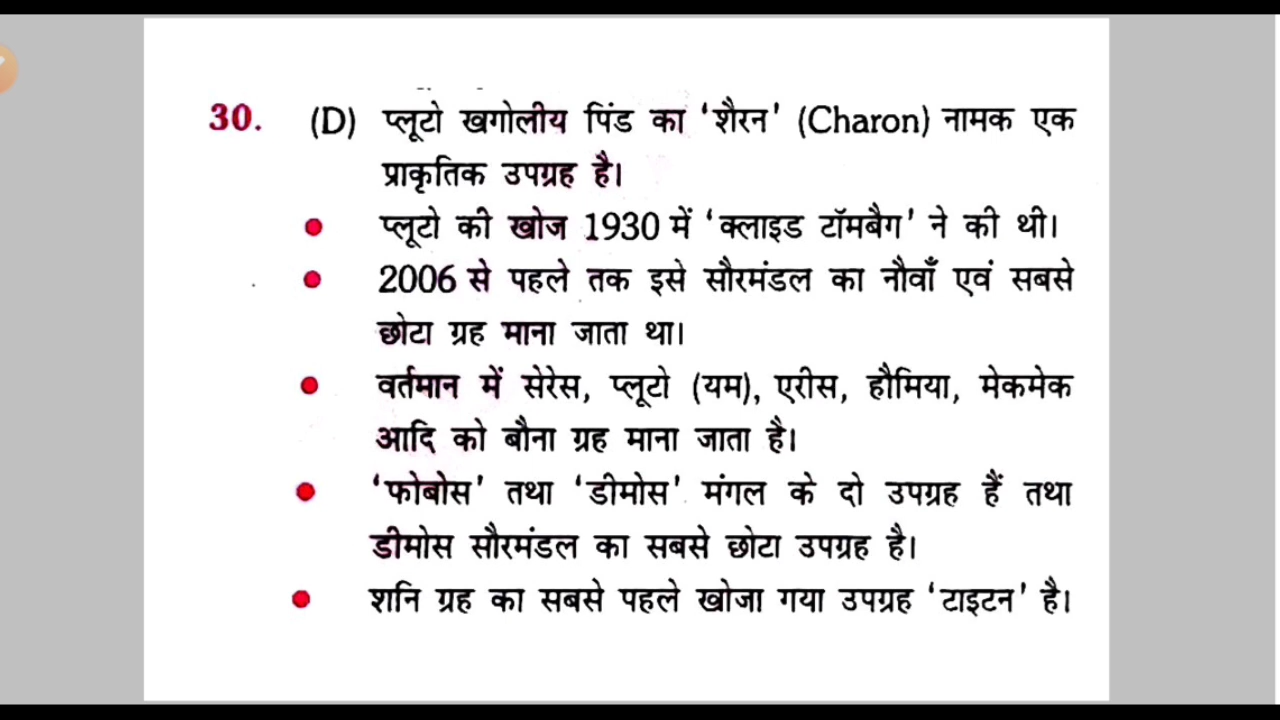 30. (D) प्लूटो खगोलीय पिंड का ‘शैरन’ (Charon) नामक एक
प्राकृतिक उपग्रह है।
• प्लूटो की खोज 1930 में ‘क्लाइड टॉमबैग’ ने की थी।
• 2006 से पहले तक इसे सौरमंडल का नौवाँ एवं सबसे
छोटा ग्रह माना जाता था।
• वर्तमान में सेरेस, प्लूटो (यम), एरीस, हौमिया, मेकमेक
आदि को बौना ग्रह माना जाता है।
• ‘फोबोस’ तथा ‘डीमोस’ मंगल के दो उपग्रह हैं तथा
डीमोस सौरमंडल का सबसे छोटा उपग्रह है।
• शनि ग्रह का सबसे पहले खोजा गया उपग्रह ‘टाइटन’ है।